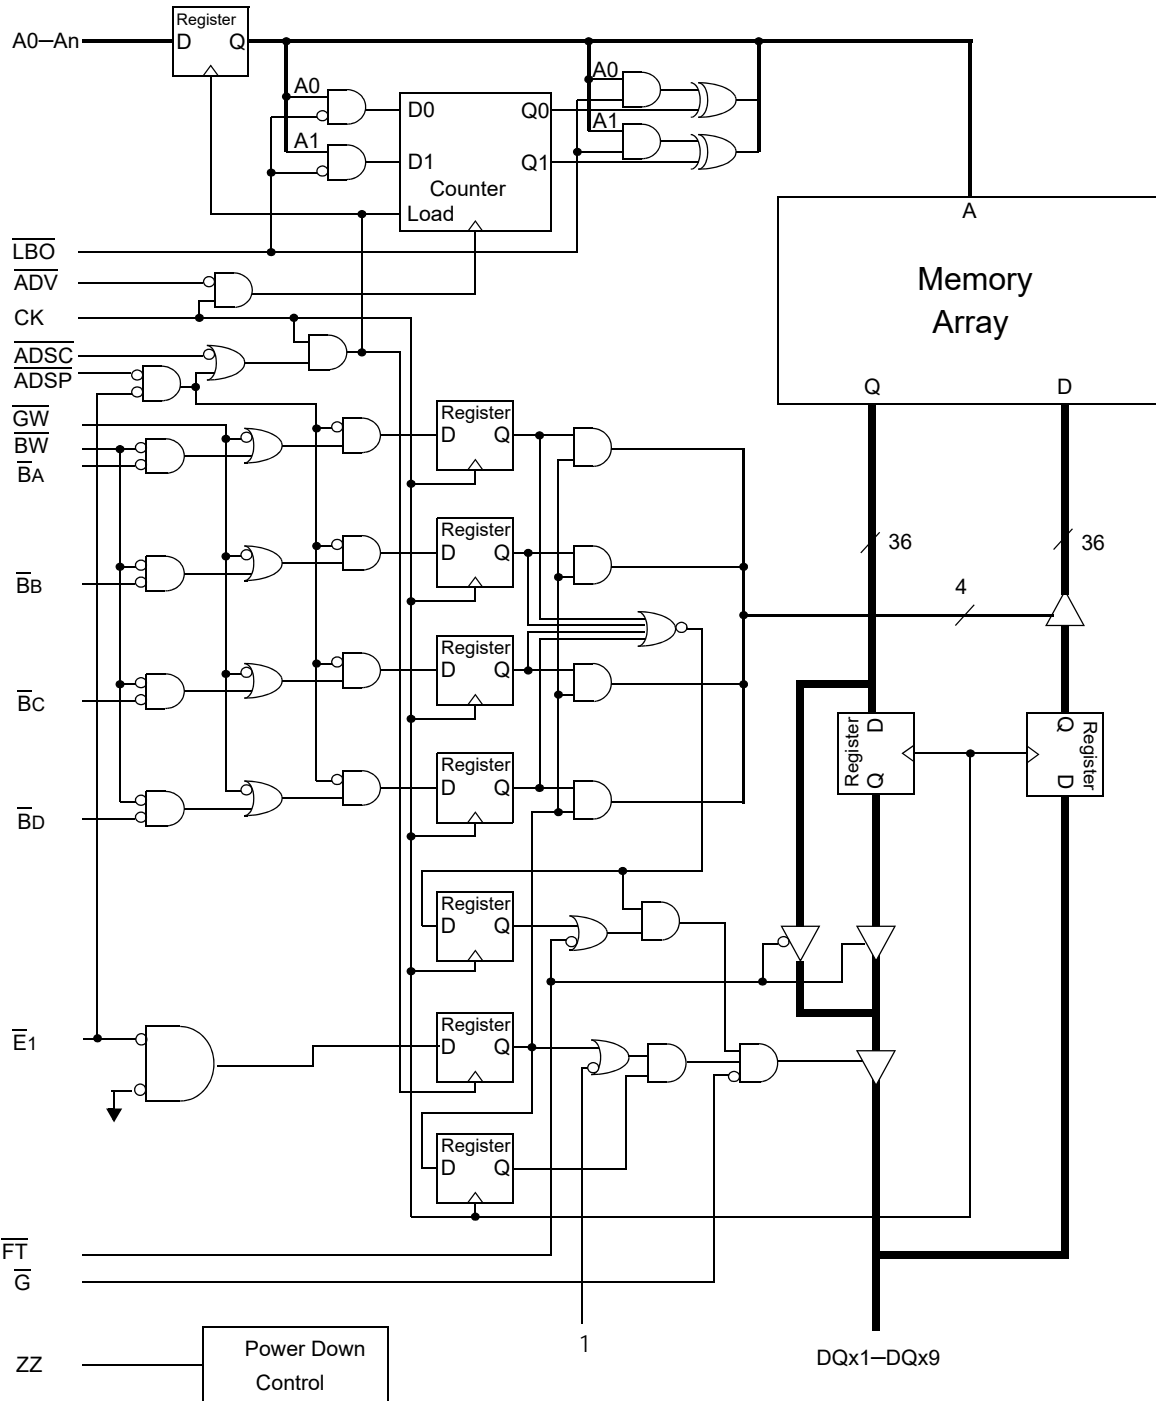 Register
A0–An
D Q
A0
A0
D0
Q0
A1
A1
D1
Q1
Counter
Load
A
LBO
ADV
Memory
CK
Array
ADSC
ADSP
Q
D
GW
Register
BW
D Q
BA
Register
36
36
D Q
BB
4
Register
D Q
BC
Register D Q
Q D Register
Register
D Q
BD
Register
D Q
Register
E1
D Q
Register
D Q
FT
G
1
ZZ
Power Down
Control
DQx1–DQx9